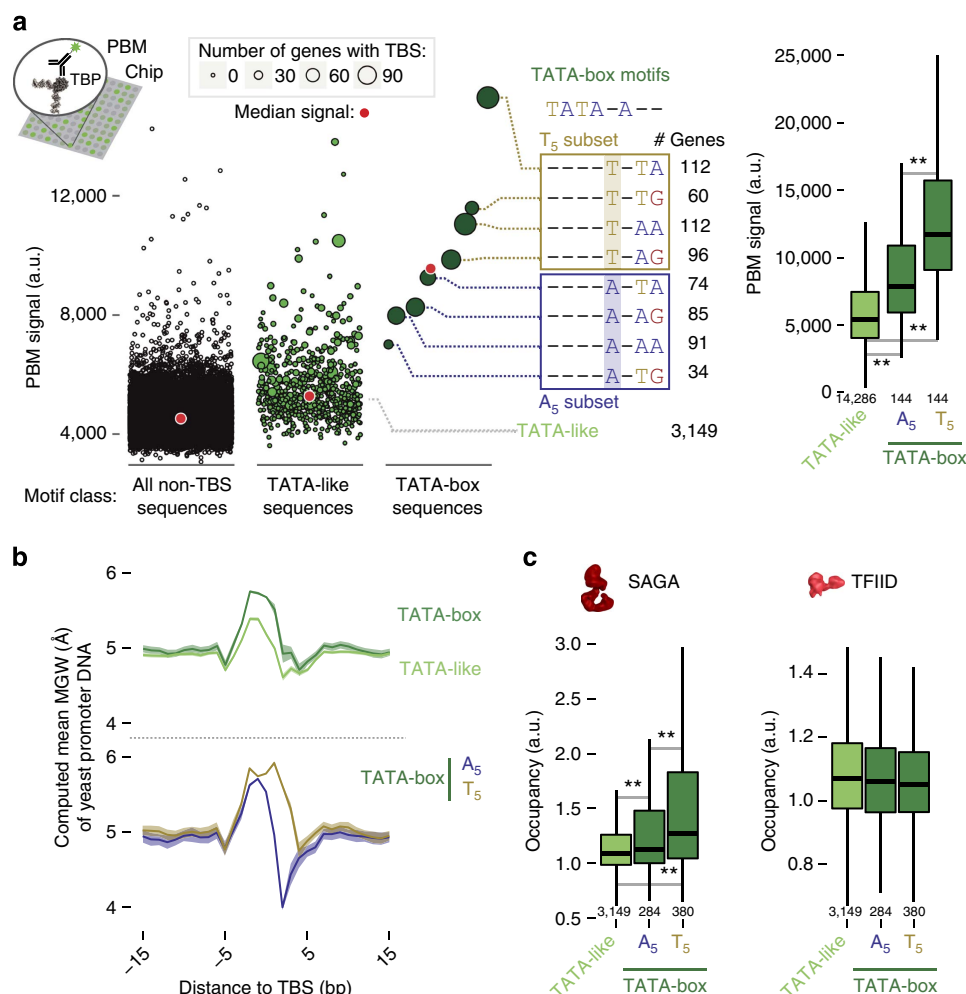 a
PBM
Chip
TBP
Number of genes with TBS:
0 30 60 90
Median signal:
PBM signal (a.u.)
12,000
8,000
4,000
Motif class:
All non-TBS
sequences
TATA-like
sequences
TATA-box
sequences
TATA-box motifs
TATA–A––
T5 subset
# Genes
––––T–TA 112
––––T–TG 60
––––T–AA 112
––––T–AG 96
––––A–TA 74
––––A–AG 85
––––A–AA 91
––––A–TG 34
A5 subset
TATA-like 3,149
PBM signal (a.u.)
25,000
20,000
15,000
10,000
5,000
0
**
**
**
14,286 144 144
TATA-like A5 T5
TATA-box
b
Computed mean MGW (Å)
of yeast promoter DNA
6
5
4
TATA-box
TATA-like
6
5
4
TATA-box
A5
T5
–15 –5 5 15
Distance to TBS (bp)
c
SAGA
Occupancy (a.u.)
3.0
2.5
2.0
1.5
1.0
0.5
**
**
**
3,149 284 380
TATA-like A5 T5
TATA-box
TFIID
Occupancy (a.u.)
1.4
1.2
1.0
0.8
3,149 284 380
TATA-like A5 T5
TATA-box